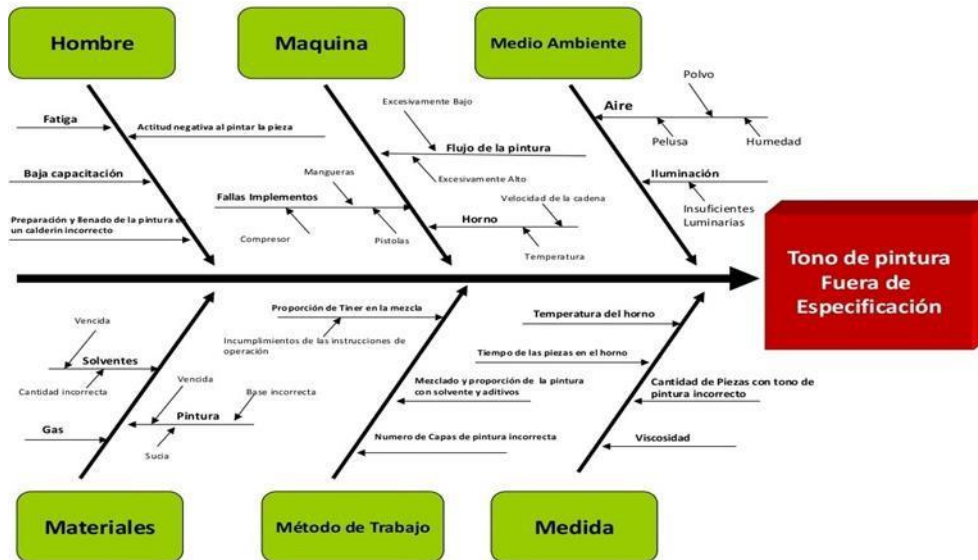 Hombre
Maquina
Medio Ambiente
Fatiga
Actitud negativa al pintar la pieza
Baja capacitación
Preparación y llenado de la pintura en
un calderin incorrecto
Excesivamente Bajo
Flujo de la pintura
Excesivamente Alto
Mangueras
Fallas Implementos
Compresor
Pistolas
Velocidad de la cadena
Horno
Temperatura
Polvo
Aire
Pelusa
Humedad
Iluminación
Insuficientes
Luminarias
Tono de pintura
Fuera de
Especificación
Vencida
Solventes
Cantidad incorrecta
Vencida
Base incorrecta
Pintura
Sucia
Gas
Proporción de Tiner en la mezcla
Incumplimientos de las instrucciones de
operación
Mezclado y proporción de la pintura
con solvente y aditivos
Numero de Capas de pintura incorrecta
Temperatura del horno
Tiempo de las piezas en el horno
Cantidad de Piezas con tono de
pintura incorrecto
Viscosidad
Materiales
Método de Trabajo
Medida